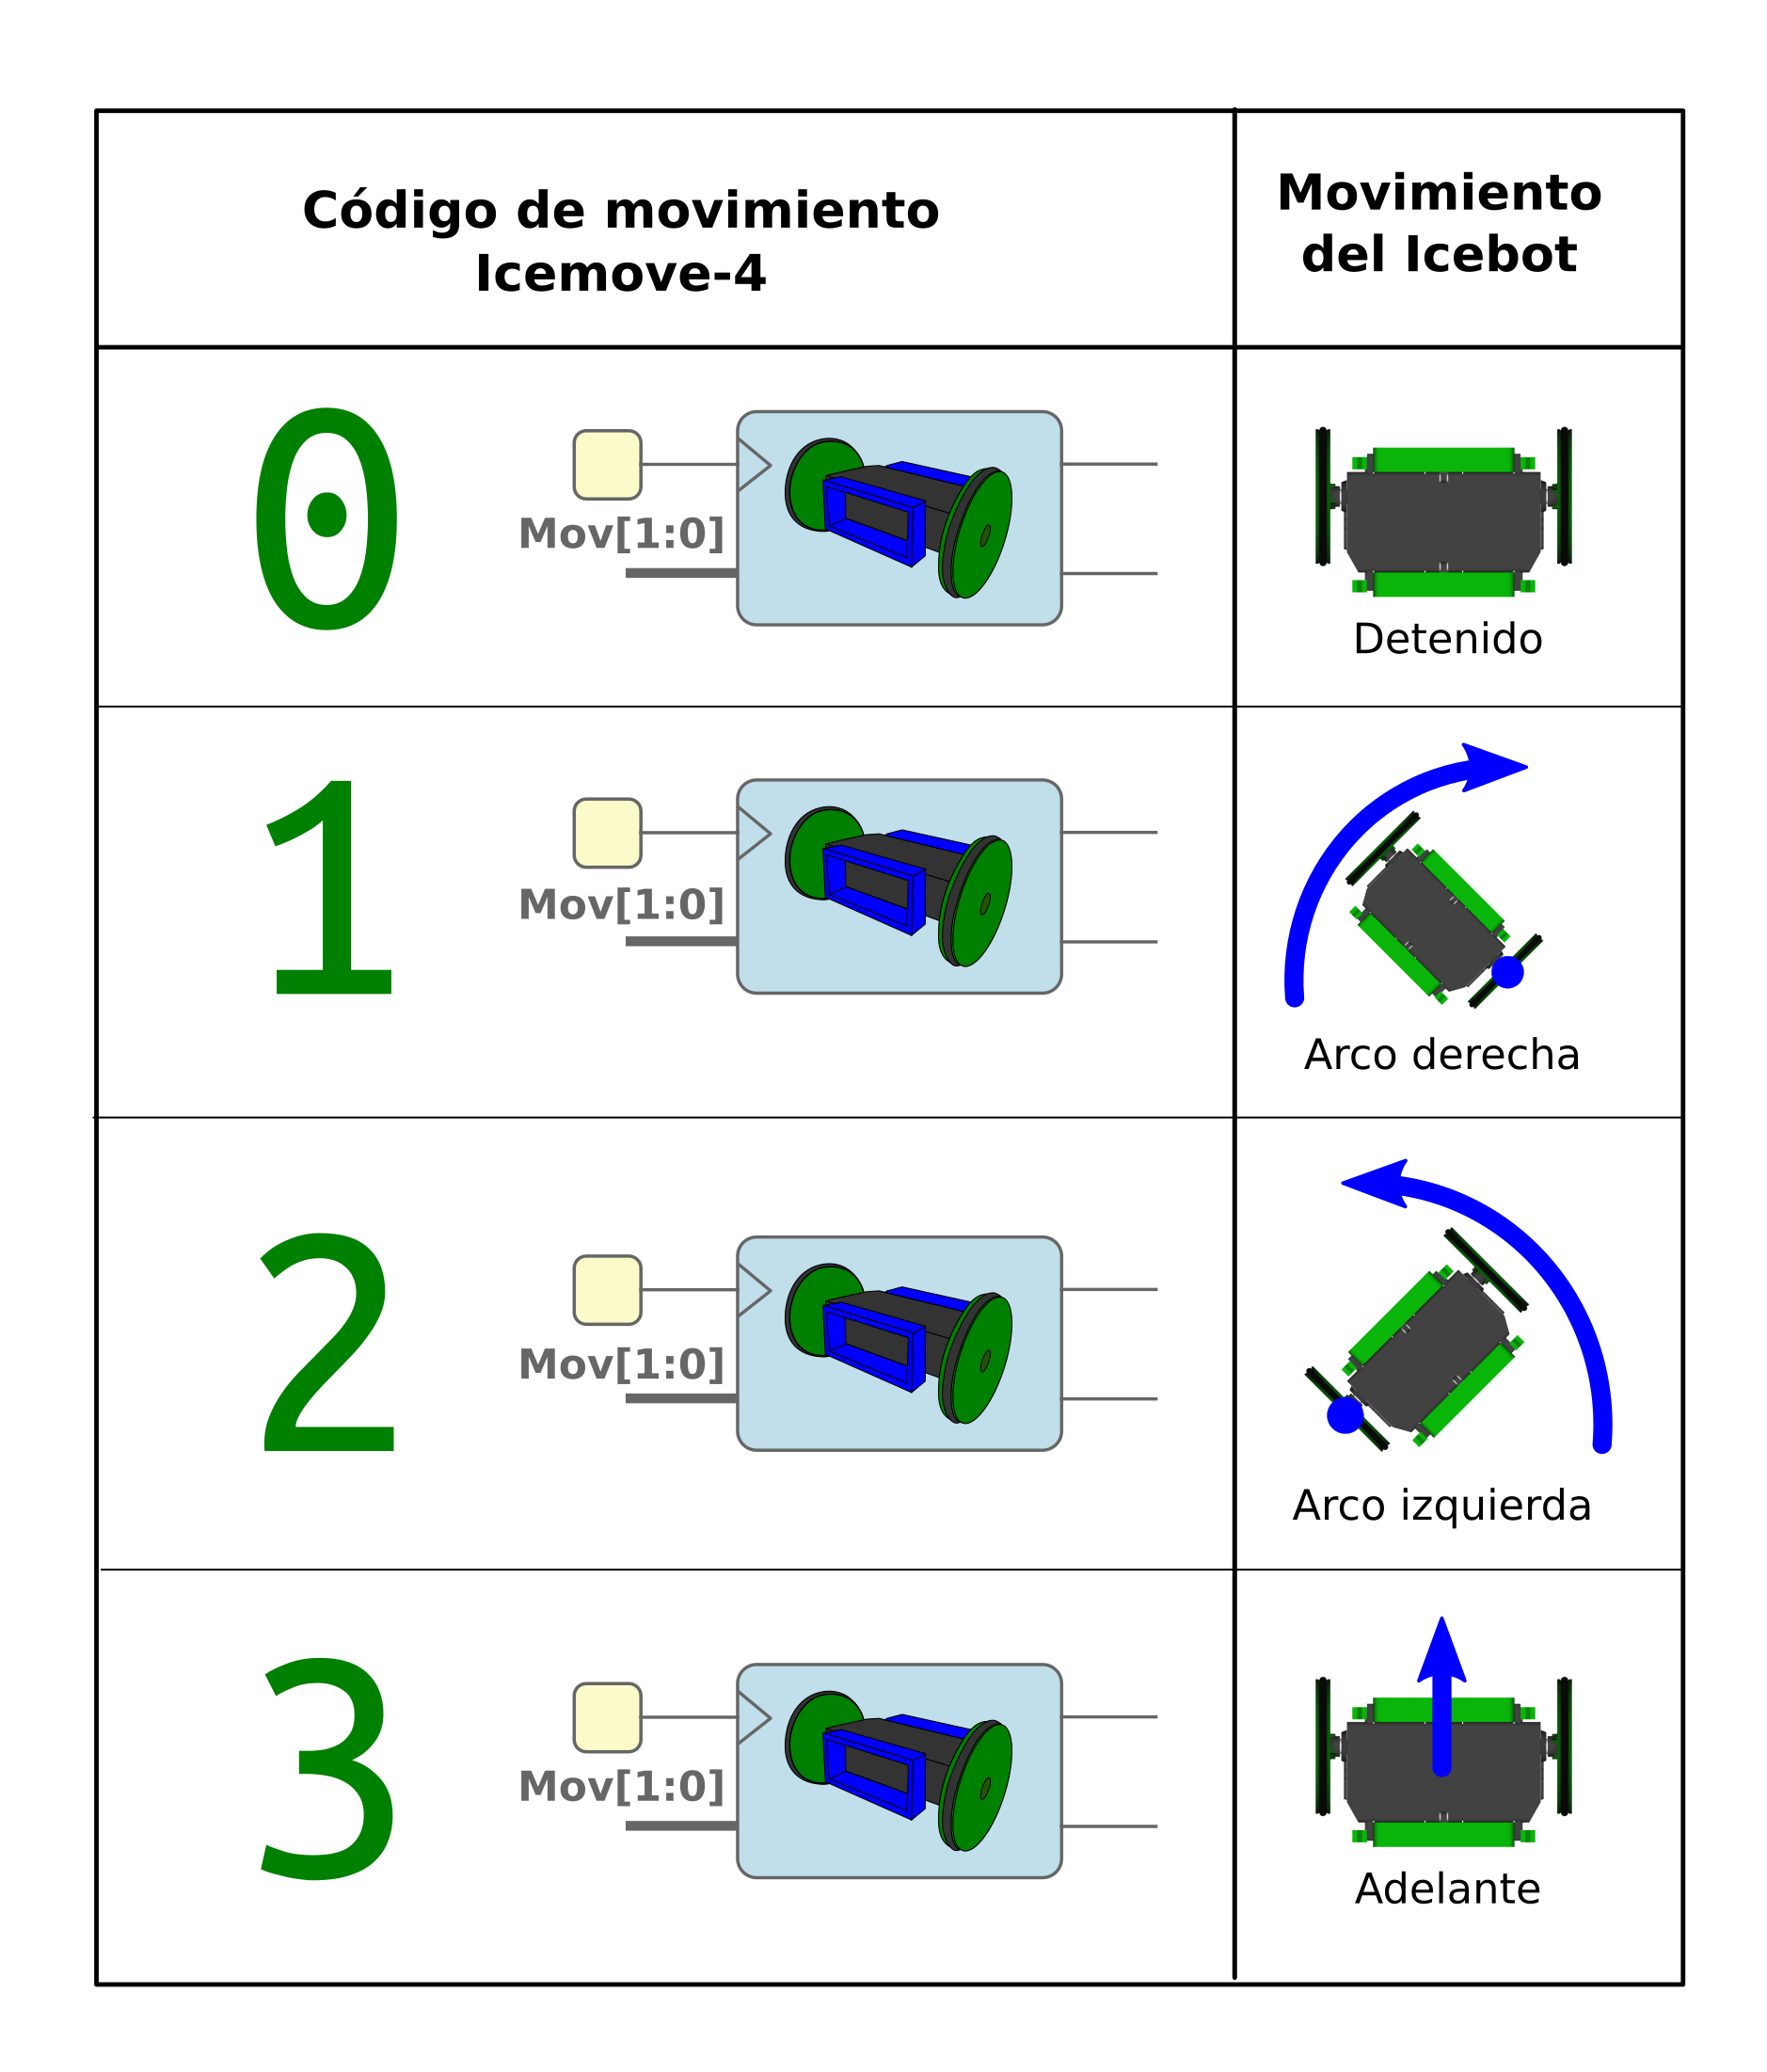 Código de movimiento
Icemove-4
Movimiento
del Icebot
0
Mov[1:0]
Detenido
1
Mov[1:0]
Arco derecha
2
Mov[1:0]
Arco izquierda
3
Mov[1:0]
Adelante